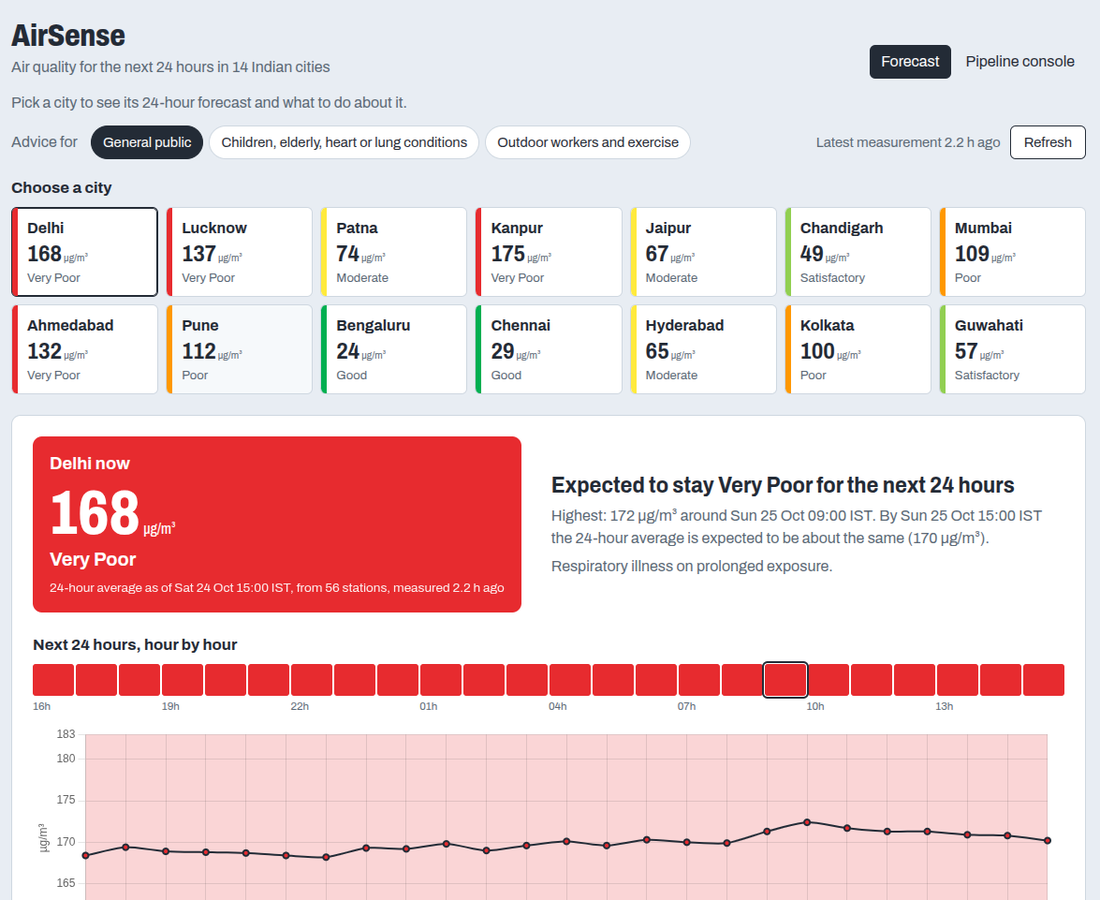 AirSense
Air quality for the next 24 hours in 14 Indian cities
Forecast
Pipeline console
Pick a city to see its 24-hour forecast and what to do about it.
Advice for
General public
Children, elderly, heart or lung conditions
Outdoor workers and exercise
Latest measurement 2.2 h ago
Refresh
Choose a city
Delhi
168 µg/m³
Very Poor
Lucknow
137 µg/m³
Very Poor
Patna
74 µg/m³
Moderate
Kanpur
175 µg/m³
Very Poor
Jaipur
67 µg/m³
Moderate
Chandigarh
49 µg/m³
Satisfactory
Mumbai
109 µg/m³
Poor
Ahmedabad
132 µg/m³
Very Poor
Pune
112 µg/m³
Poor
Bengaluru
24 µg/m³
Good
Chennai
29 µg/m³
Good
Hyderabad
65 µg/m³
Moderate
Kolkata
100 µg/m³
Poor
Guwahati
57 µg/m³
Satisfactory
Delhi now
168 µg/m³
Very Poor
24-hour average as of Sat 24 Oct 15:00 IST, from 56 stations, measured 2.2 h ago
Expected to stay Very Poor for the next 24 hours
Highest: 172 µg/m³ around Sun 25 Oct 09:00 IST. By Sun 25 Oct 15:00 IST
the 24-hour average is expected to be about the same (170 µg/m³).
Respiratory illness on prolonged exposure.
Next 24 hours, hour by hour
16h 19h 22h 01h 04h 07h 10h 13h
183
180
175
170
165
µg/m³